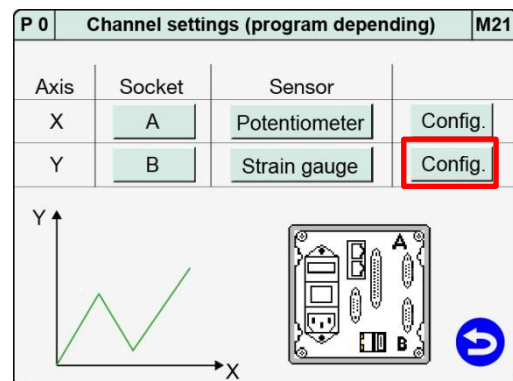 P 0 Channel settings (program depending) M21
Axis Socket Sensor
X A Potentiometer Config.
Y B Strain gauge Config.
Y
A
B
X